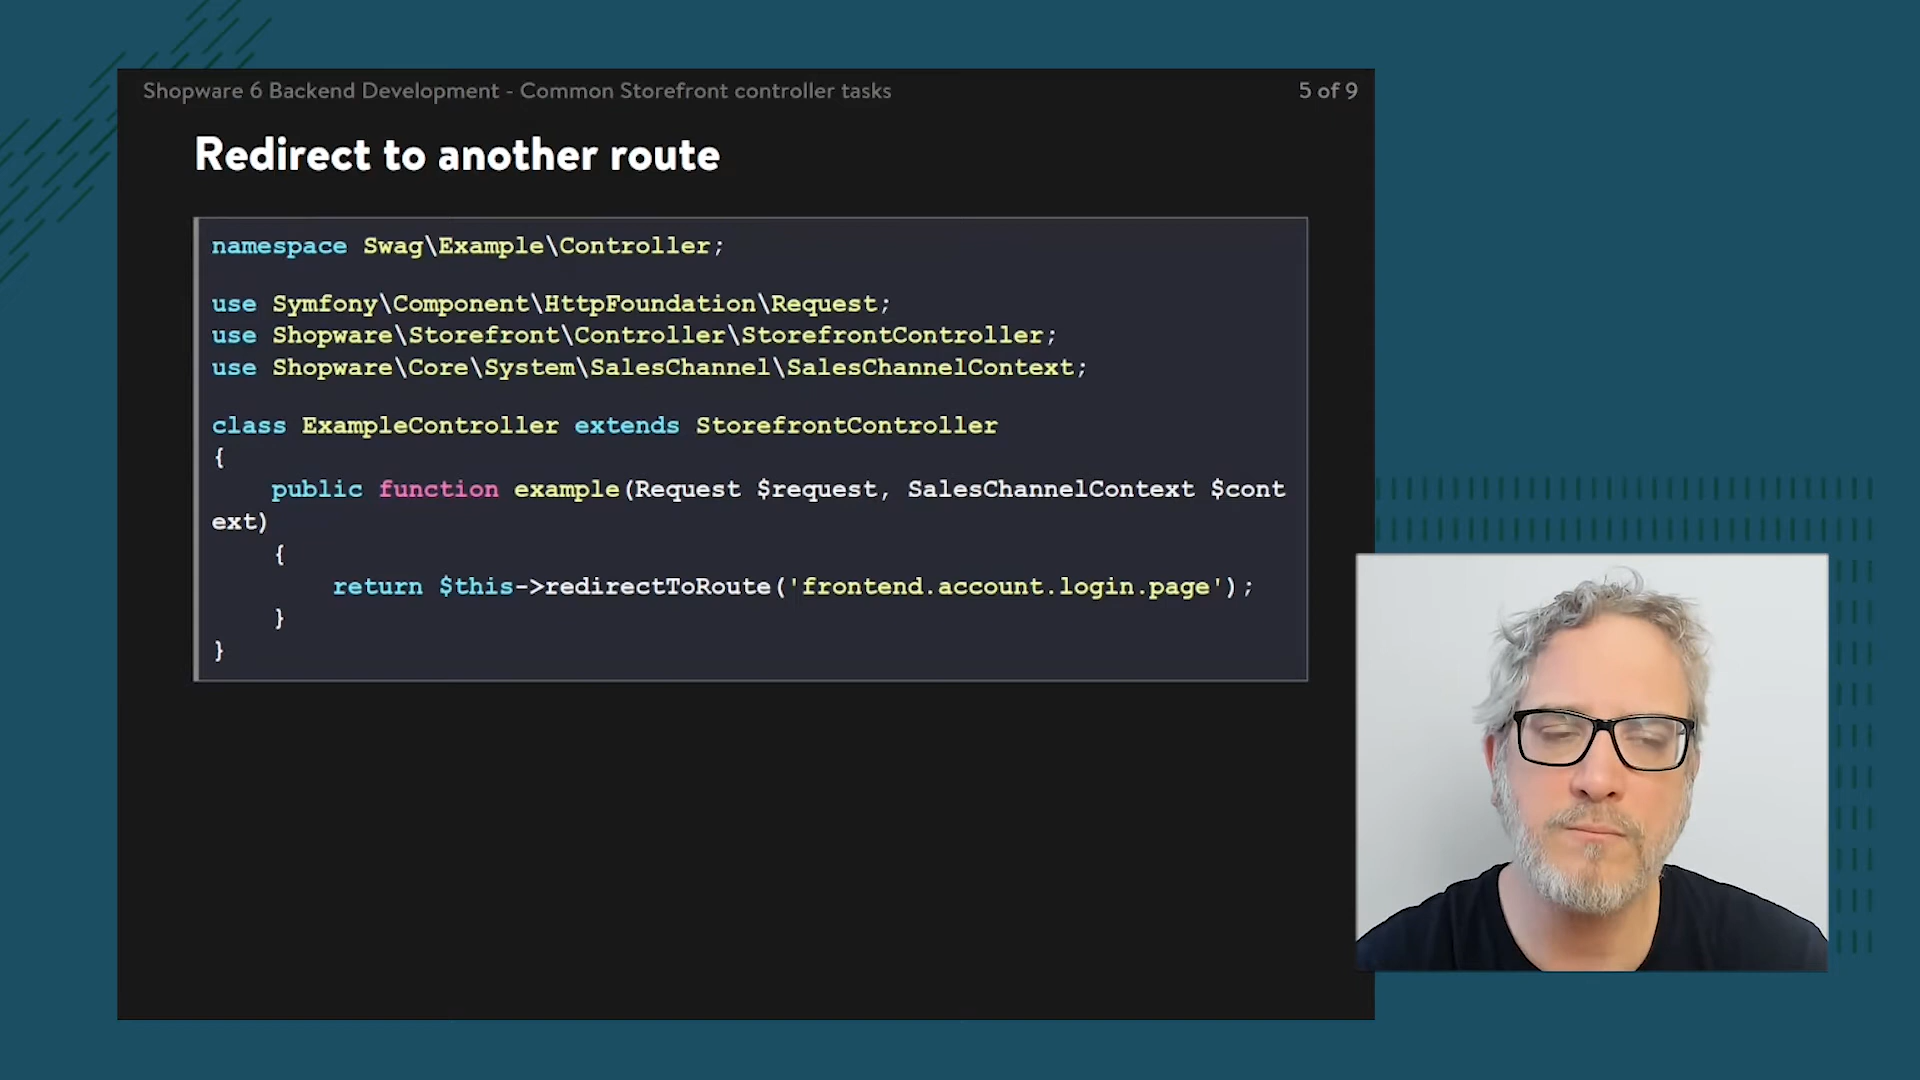 Shopware 6 Backend Development - Common Storefront controller tasks
5 of 9
Redirect to another route
namespace Swag\Example\Controller;
use Symfony\Component\HttpFoundation\Request;
use Shopware\Storefront\Controller\StorefrontController;
use Shopware\Core\System\SalesChannel\SalesChannelContext;
class ExampleController extends StorefrontController
{
    public function example(Request $request, SalesChannelContext $cont
ext)
    {
        return $this->redirectToRoute('frontend.account.login.page');
    }
}